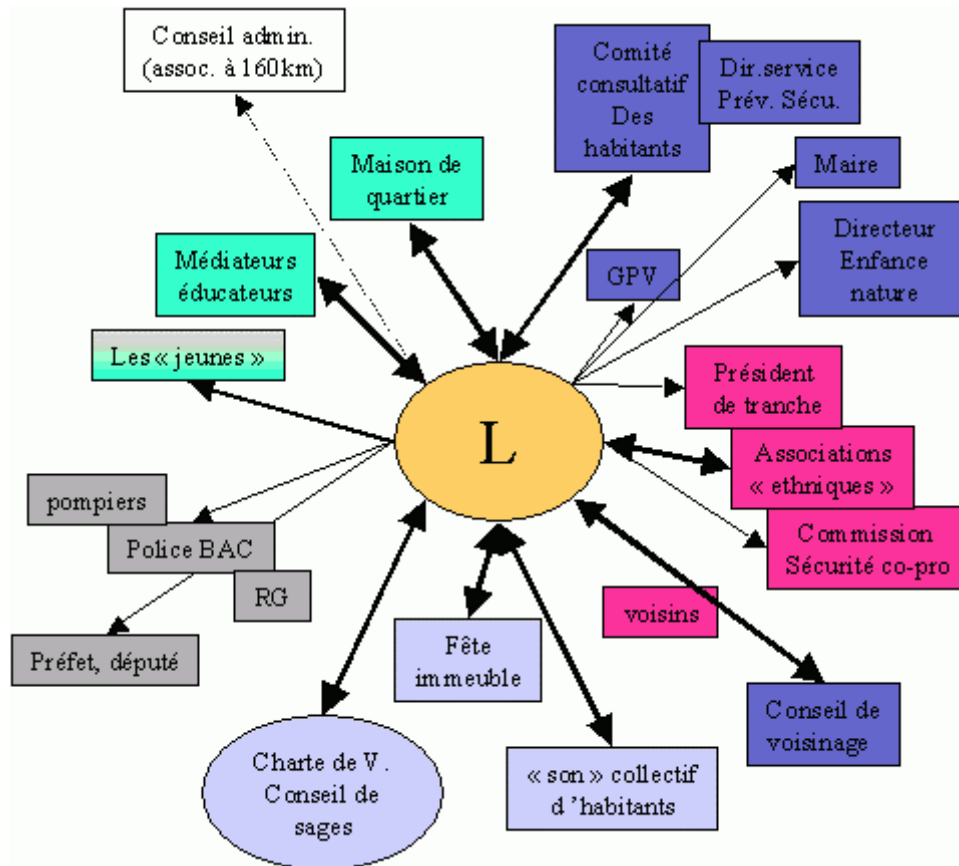 Conseil admin.
(assoc. à 160km)
Comité
consultatif
Des
habitants
Dir.service
Prév. Sécu.
Maison de
quartier
Maire
Médiateurs
éducateurs
GPV
Directeur
Enfance
nature
Les « jeunes »
Président
de tranche
L
Associations
« ethniques »
pompiers
Police BAC
Commission
Sécurité co-pro
RG
voisins
Préfet, député
Fête
immeuble
Conseil de
voisinage
Charte de V.
Conseil de
sages
« son » collectif
d ’habitants